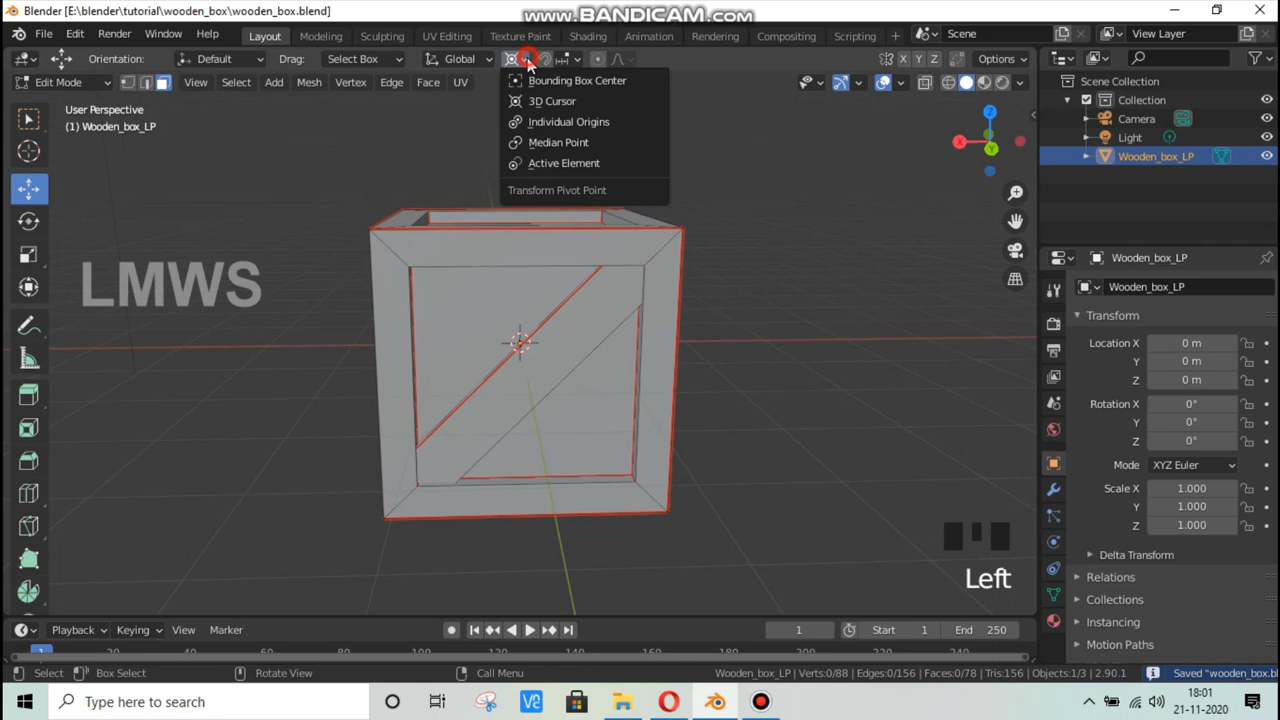 Blender [E:\blender\tutorial\wooden_box\wooden_box.blend]
www.BANDICAM.com
File Edit Render Window Help
Layout Modeling Sculpting UV Editing Texture Paint Shading Animation Rendering Compositing Scripting +
Scene
View Layer
Orientation: Default Drag: Select Box Global
X Y Z Options
Edit Mode View Select Add Mesh Vertex Edge Face UV
Bounding Box Center
3D Cursor
Individual Origins
Median Point
Active Element
Transform Pivot Point
User Perspective
(1) Wooden_box_LP
Z
X
Y
Scene Collection
Collection
Camera
Light
Wooden_box_LP
LMWS
Wooden_box_LP
Wooden_box_LP
Transform
Location X 0 m
Y 0 m
Z 0 m
Rotation X 0°
Y 0°
Z 0°
Mode XYZ Euler
Scale X 1.000
Y 1.000
Z 1.000
Delta Transform
Relations
Collections
Instancing
Motion Paths
Left
Playback Keying View Marker
1 Start 1 End 250
1 20
Select Box Select Rotate View Call Menu
Wooden_box_LP | Verts:0/88 | Edges:0/156 | Faces:0/78 | Tris:156 | Objects:1/3 | 2.90.1
Saved "wooden_box.bl
Type here to search
18:01
21-11-2020